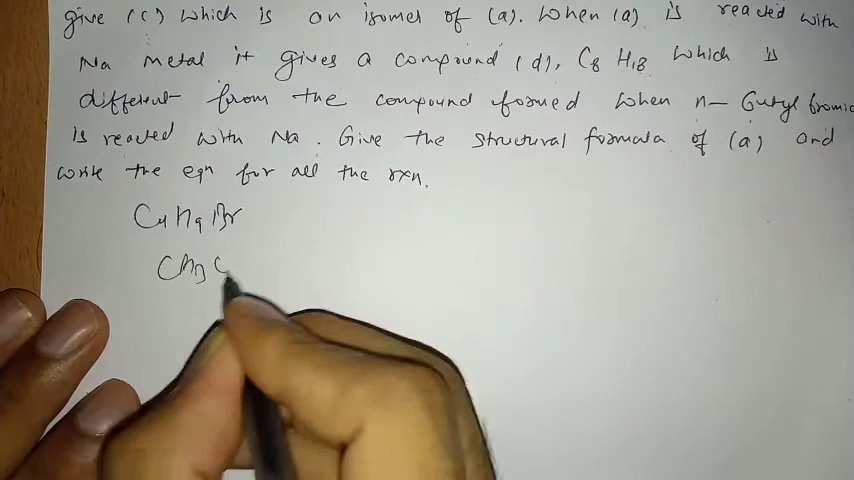 give (c) which is an isomer of (a). When (a) is reacted with
Na metal it gives a compound (d), C8 H18 which is
different from the compound formed when n- Butyl bromid
is reacted with Na. Give the structural formula of (a) and
write the eqn for all the rxn.
C4H9Br
CH3 C